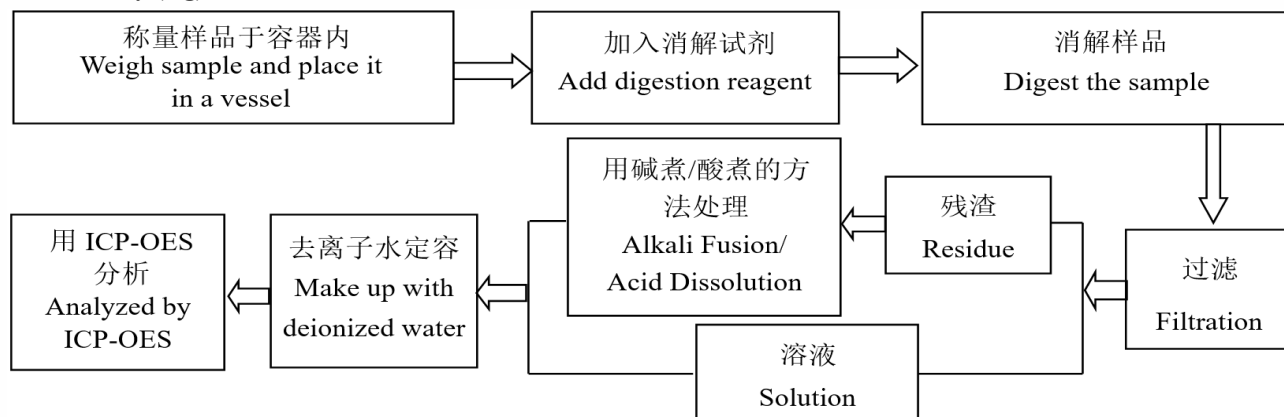 称量样品于容器内
Weigh sample and place it
in a vessel
加入消解试剂
Add digestion reagent
消解样品
Digest the sample
过滤
Filtration
残渣
Residue
用碱煮/酸煮的方
法处理
Alkali Fusion/
Acid Dissolution
溶液
Solution
去离子水定容
Make up with
deionized water
用 ICP-OES
分析
Analyzed by
ICP-OES